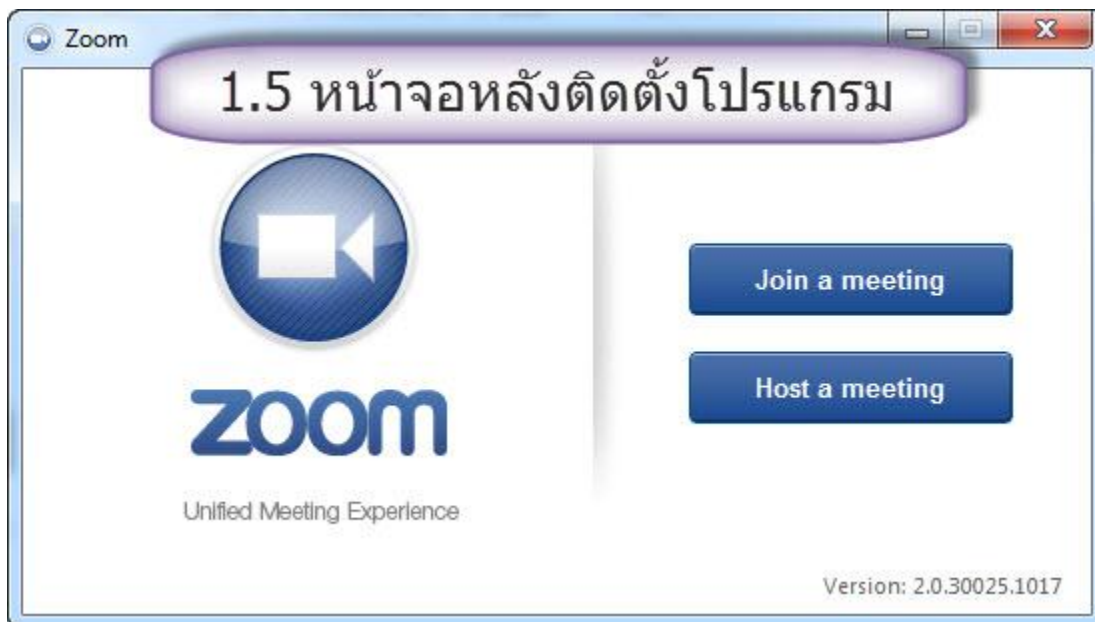 Zoom
1.5 หน้าจอหลังติดตั้งโปรแกรม
Join a meeting
Host a meeting
zoom
Unified Meeting Experience
Version: 2.0.30025.1017